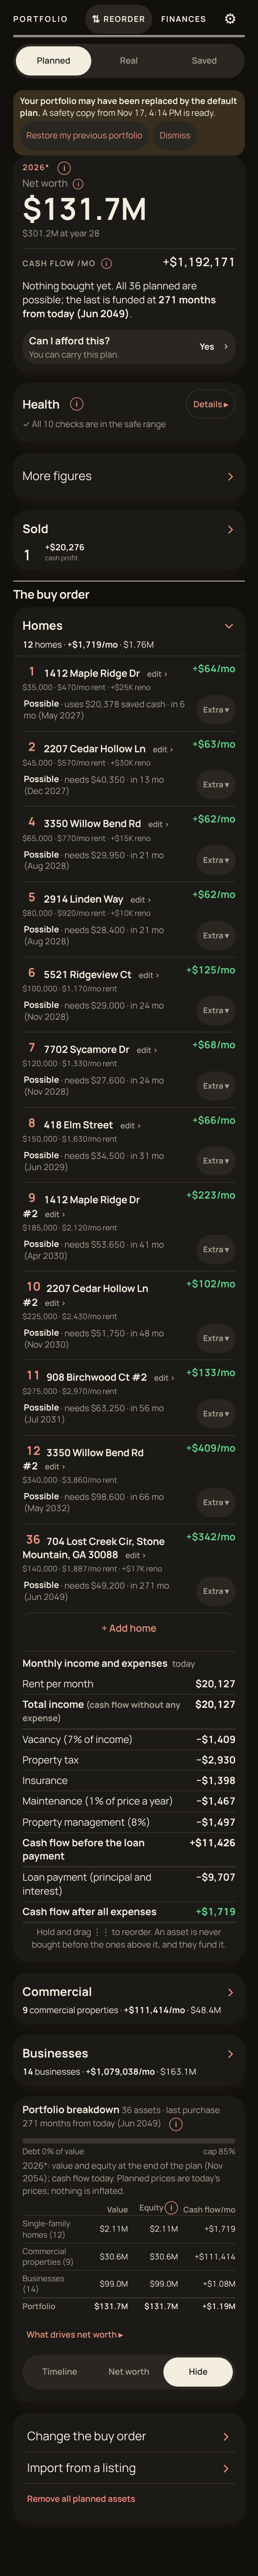 PORTFOLIO ⇅ REORDER FINANCES
Planned Real Saved
Your portfolio may have been replaced by the default
plan. A safety copy from Nov 17, 4:14 PM is ready.
Restore my previous portfolio Dismiss
2026*
Net worth
$131.7M
$301.2M at year 28
CASH FLOW /MO +$1,192,171
Nothing bought yet. All 36 planned are
possible; the last is funded at 271 months
from today (Jun 2049).
Can I afford this? Yes ›
You can carry this plan.
Health Details ▸
✓ All 10 checks are in the safe range
More figures
Sold
1 +$20,276
cash profit
The buy order
Homes
12 homes · +$1,719/mo · $1.76M
1 1412 Maple Ridge Dr edit › +$64/mo
$35,000 · $470/mo rent · +$25K reno
Possible · uses $20,378 saved cash · in 6
mo (May 2027)
Extra ▾
2 2207 Cedar Hollow Ln edit › +$63/mo
$45,000 · $570/mo rent · +$30K reno
Possible · needs $40,350 · in 13 mo
(Dec 2027)
Extra ▾
4 3350 Willow Bend Rd edit › +$62/mo
$65,000 · $770/mo rent · +$15K reno
Possible · needs $29,950 · in 21 mo
(Aug 2028)
Extra ▾
5 2914 Linden Way edit › +$62/mo
$80,000 · $920/mo rent · +$10K reno
Possible · needs $28,400 · in 21 mo
(Aug 2028)
Extra ▾
6 5521 Ridgeview Ct edit › +$125/mo
$100,000 · $1,170/mo rent
Possible · needs $29,000 · in 24 mo
(Nov 2028)
Extra ▾
7 7702 Sycamore Dr edit › +$68/mo
$120,000 · $1,330/mo rent
Possible · needs $27,600 · in 24 mo
(Nov 2028)
Extra ▾
8 418 Elm Street edit › +$66/mo
$150,000 · $1,630/mo rent
Possible · needs $34,500 · in 31 mo
(Jun 2029)
Extra ▾
9 1412 Maple Ridge Dr +$223/mo
#2 edit ›
$185,000 · $2,120/mo rent
Possible · needs $53,650 · in 41 mo
(Apr 2030)
Extra ▾
10 2207 Cedar Hollow Ln +$102/mo
#2 edit ›
$225,000 · $2,430/mo rent
Possible · needs $51,750 · in 48 mo
(Nov 2030)
Extra ▾
11 908 Birchwood Ct #2 edit › +$133/mo
$275,000 · $2,970/mo rent
Possible · needs $63,250 · in 56 mo
(Jul 2031)
Extra ▾
12 3350 Willow Bend Rd +$409/mo
#2 edit ›
$340,000 · $3,860/mo rent
Possible · needs $98,600 · in 66 mo
(May 2032)
Extra ▾
36 704 Lost Creek Cir, Stone +$342/mo
Mountain, GA 30088 edit ›
$140,000 · $1,887/mo rent · +$17K reno
Possible · needs $49,200 · in 271 mo
(Jun 2049)
Extra ▾
+ Add home
Monthly income and expenses today
Rent per month $20,127
Total income (cash flow without any $20,127
expense)
Vacancy (7% of income) −$1,409
Property tax −$2,930
Insurance −$1,398
Maintenance (1% of price a year) −$1,467
Property management (8%) −$1,497
Cash flow before the loan +$11,426
payment
Loan payment (principal and −$9,707
interest)
Cash flow after all expenses +$1,719
Hold and drag ⋮⋮ to reorder. An asset is never
bought before the ones above it, and they fund it.
Commercial
9 commercial properties · +$111,414/mo · $48.4M
Businesses
14 businesses · +$1,079,038/mo · $163.1M
Portfolio breakdown 36 assets · last purchase
271 months from today (Jun 2049)
Debt 0% of value cap 85%
2026*: value and equity at the end of the plan (Nov
2054); cash flow today. Planned prices are today's
prices; nothing is inflated.
Value Equity Cash flow/mo
Single-family
homes (12) $2.11M $2.11M +$1,719
Commercial
properties (9) $30.6M $30.6M +$111,414
Businesses
(14) $99.0M $99.0M +$1.08M
Portfolio $131.7M $131.7M +$1.19M
What drives net worth ▸
Timeline Net worth Hide
Change the buy order
Import from a listing
Remove all planned assets